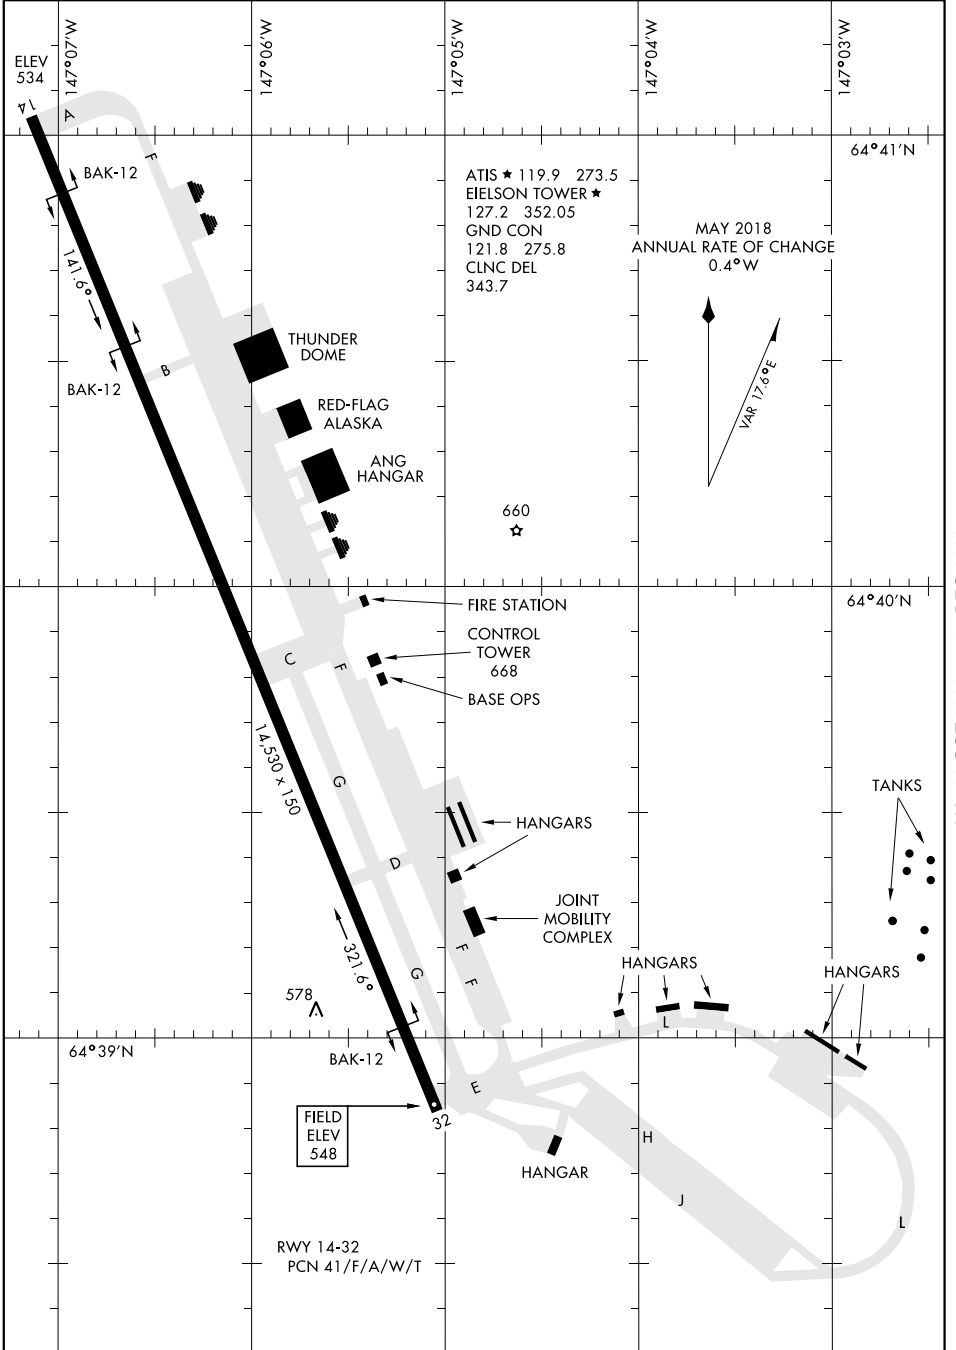 147°07'W
147°06'W
147°05'W
147°04'W
147°03'W
ELEV
534
14
A
F
64°41'N
BAK-12
ATIS ★ 119.9 273.5
EIELSON TOWER ★
127.2 352.05
GND CON
121.8 275.8
CLNC DEL
343.7
MAY 2018
ANNUAL RATE OF CHANGE
0.4°W
VAR 17.6°E
141.6°
BAK-12
B
THUNDER
DOME
RED-FLAG
ALASKA
ANG
HANGAR
660
64°40'N
FIRE STATION
CONTROL
TOWER
668
BASE OPS
C
F
14,530 x 150
G
HANGARS
D
TANKS
JOINT
MOBILITY
COMPLEX
F
F
321.6°
G
578
HANGARS
HANGARS
L
64°39'N
BAK-12
E
FIELD
ELEV
548
32
HANGAR
H
J
L
RWY 14-32
PCN 41/F/A/W/T